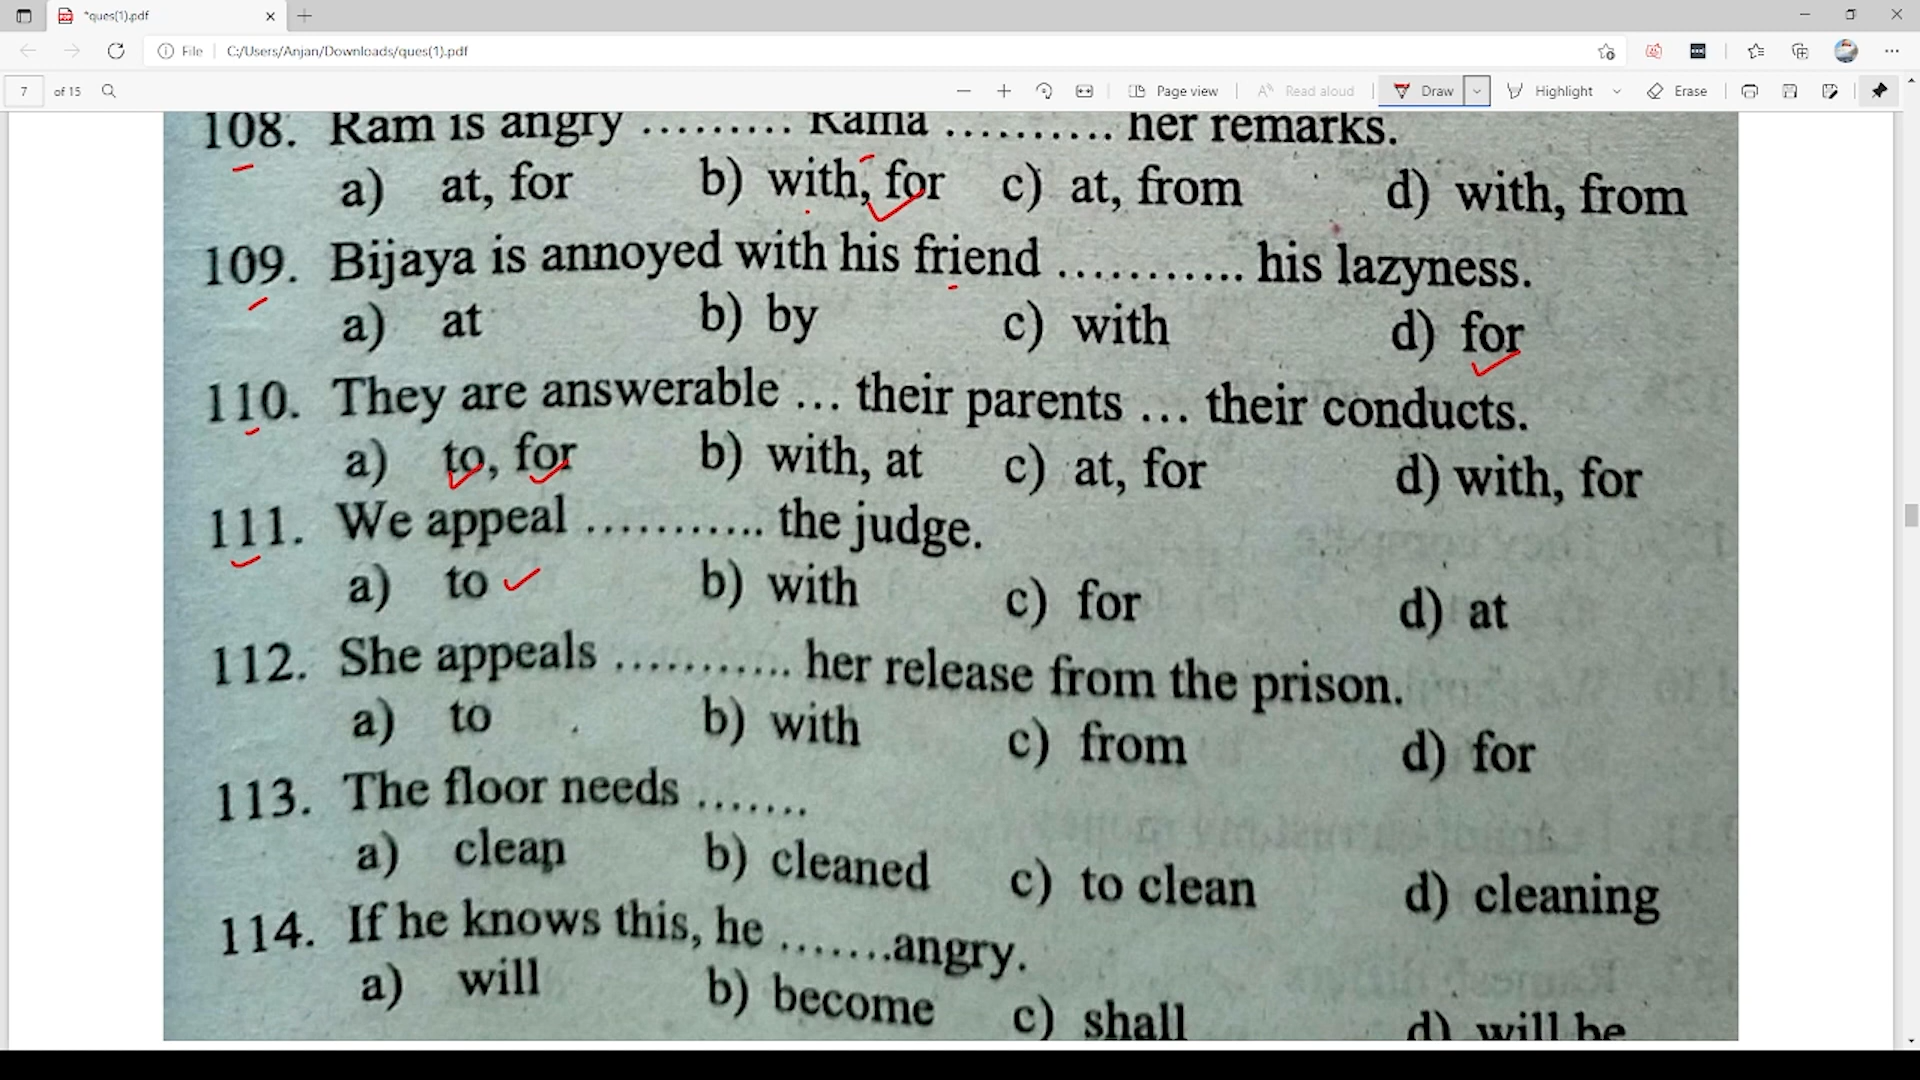 *ques(1).pdf
File C:/Users/Anjan/Downloads/ques(1).pdf
7 of 15 Page view Read aloud Draw Highlight Erase
108. Ram is angry ......... Rama .......... her remarks.
a) at, for b) with, for c) at, from d) with, from
109. Bijaya is annoyed with his friend ........... his lazyness.
a) at b) by c) with d) for
110. They are answerable ... their parents ... their conducts.
a) to, for b) with, at c) at, for d) with, for
111. We appeal ........... the judge.
a) to b) with c) for d) at
112. She appeals ........... her release from the prison.
a) to b) with c) from d) for
113. The floor needs .......
a) clean b) cleaned c) to clean d) cleaning
114. If he knows this, he .......angry.
a) will b) become c) shall d) will be